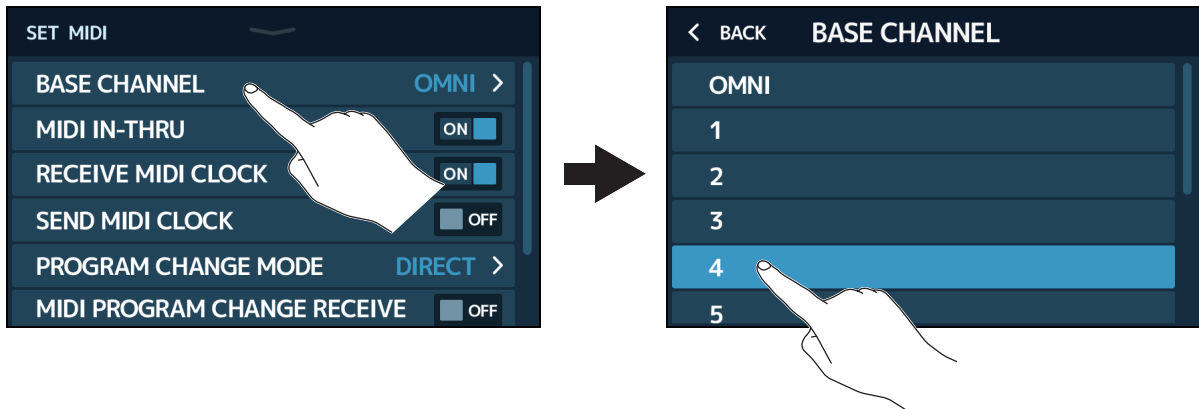 SET MIDI
BASE CHANNEL OMNI >
MIDI IN-THRU ON
RECEIVE MIDI CLOCK ON
SEND MIDI CLOCK OFF
PROGRAM CHANGE MODE DIRECT >
MIDI PROGRAM CHANGE RECEIVE OFF
< BACK BASE CHANNEL
OMNI
1
2
3
4
5